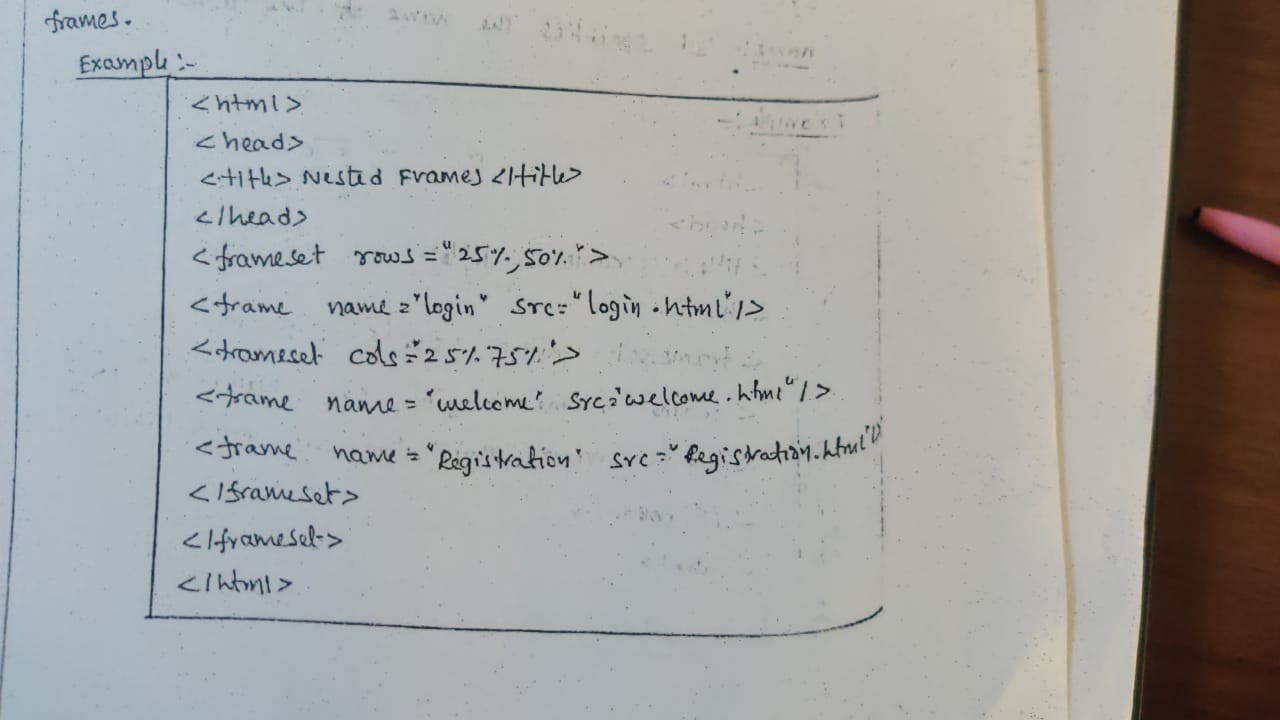 frames.
Example:-
<html>
<head>
<title> Nested Frames </title>
</head>
<frameset rows="25%,50%">
<frame name="login" src="login.html"/>
<frameset cols="25% 75%">
<frame name="welcome" src="welcome.html"/>
<frame name="Registration" src="Registration.html"/>
</frameset>
</frameset>
</html>